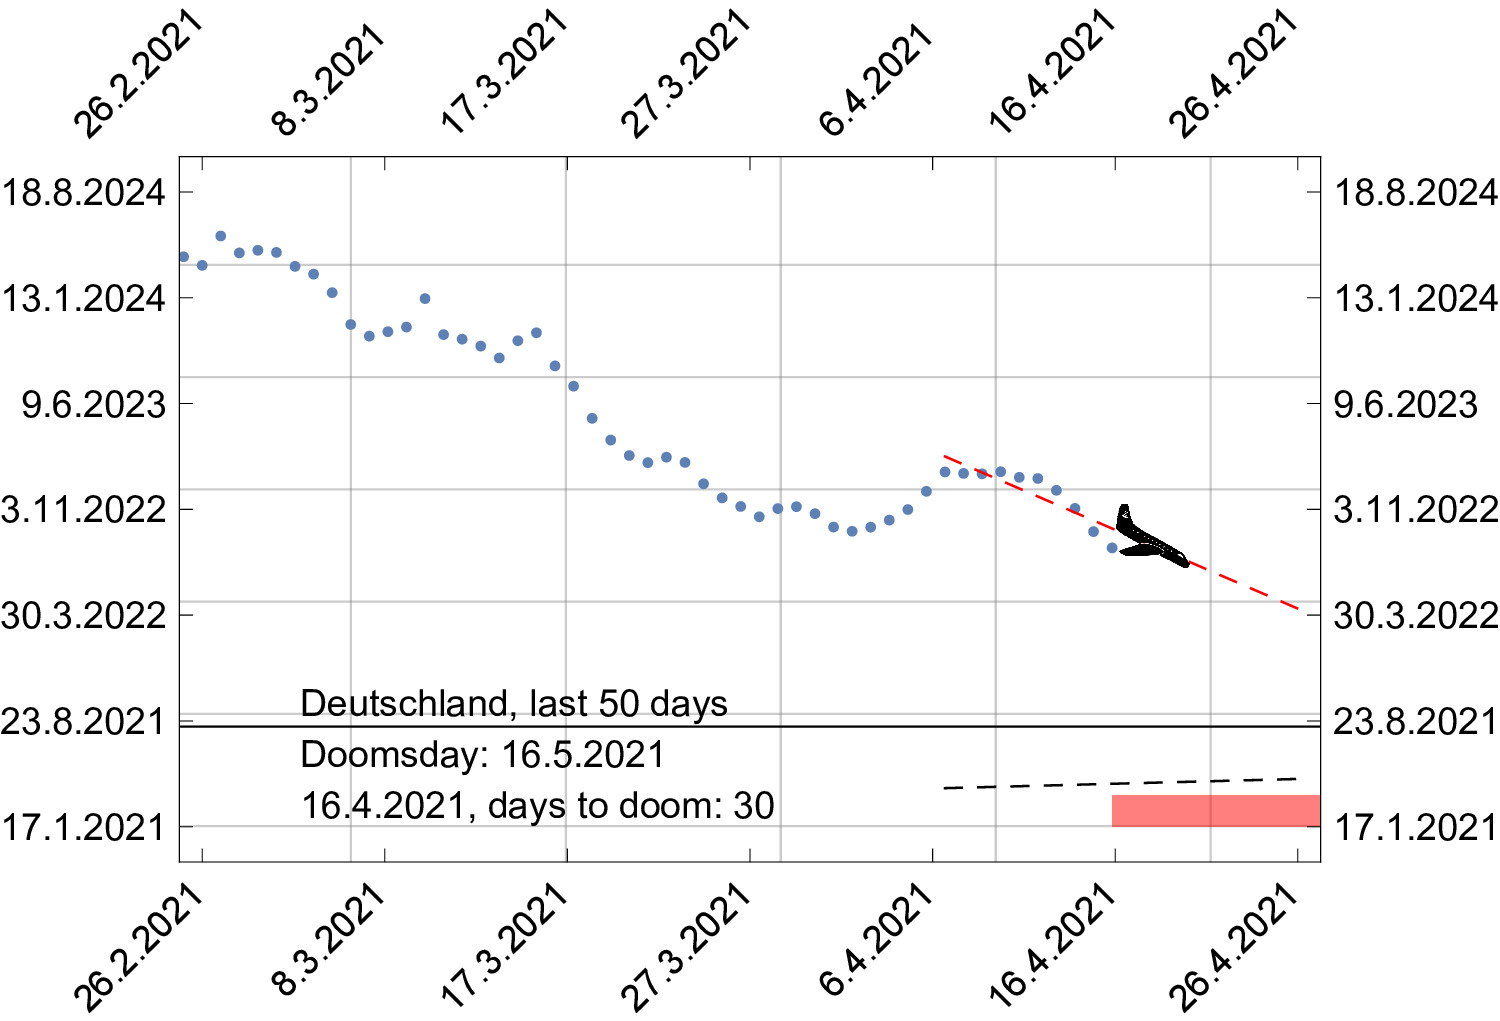 26.2.2021 8.3.2021 17.3.2021 27.3.2021 6.4.2021 16.4.2021 26.4.2021
18.8.2024 18.8.2024
13.1.2024 13.1.2024
9.6.2023 9.6.2023
3.11.2022 3.11.2022
30.3.2022 30.3.2022
Deutschland, last 50 days
23.8.2021 23.8.2021
Doomsday: 16.5.2021
16.4.2021, days to doom: 30
17.1.2021 17.1.2021
26.2.2021 8.3.2021 17.3.2021 27.3.2021 6.4.2021 16.4.2021 26.4.2021